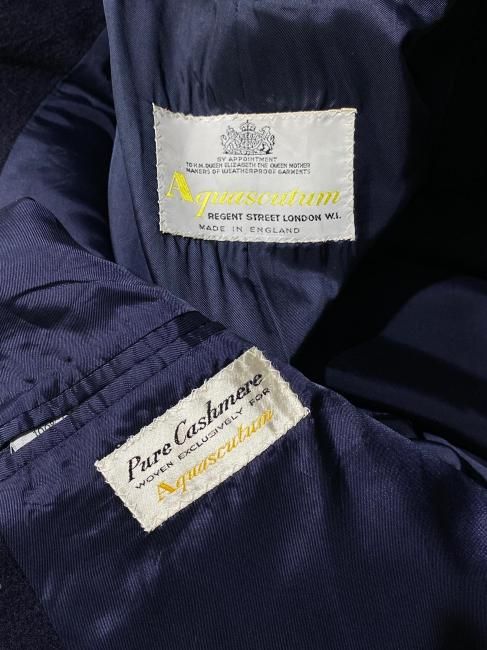 BY APPOINTMENT
TO H.M. QUEEN ELIZABETH THE QUEEN MOTHER
MAKERS OF WEATHERPROOF GARMENTS
Aquascutum
REGENT STREET LONDON W.I.
MADE IN ENGLAND
Pure Cashmere
WOVEN EXCLUSIVELY FOR
Aquascutum